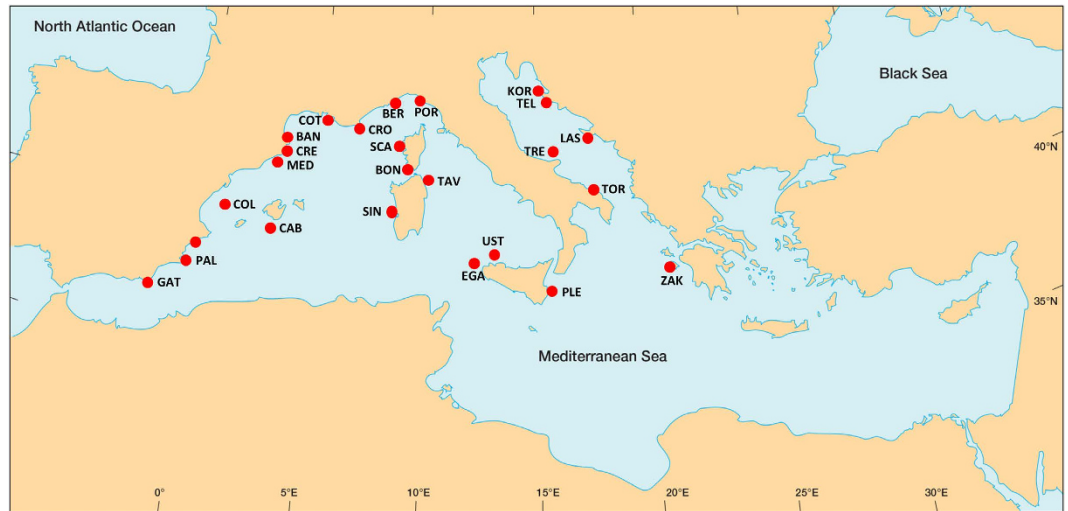 North Atlantic Ocean
Black Sea
KOR
TEL
BER
POR
COT
CRO
BAN
LAS
40°N
SCA
TRE
CRE
MED
BON
TAV
TOR
COL
SIN
CAB
UST
PAL
EGA
ZAK
GAT
PLE
35°N
Mediterranean Sea
0°
5°E
10°E
15°E
20°E
25°E
30°E